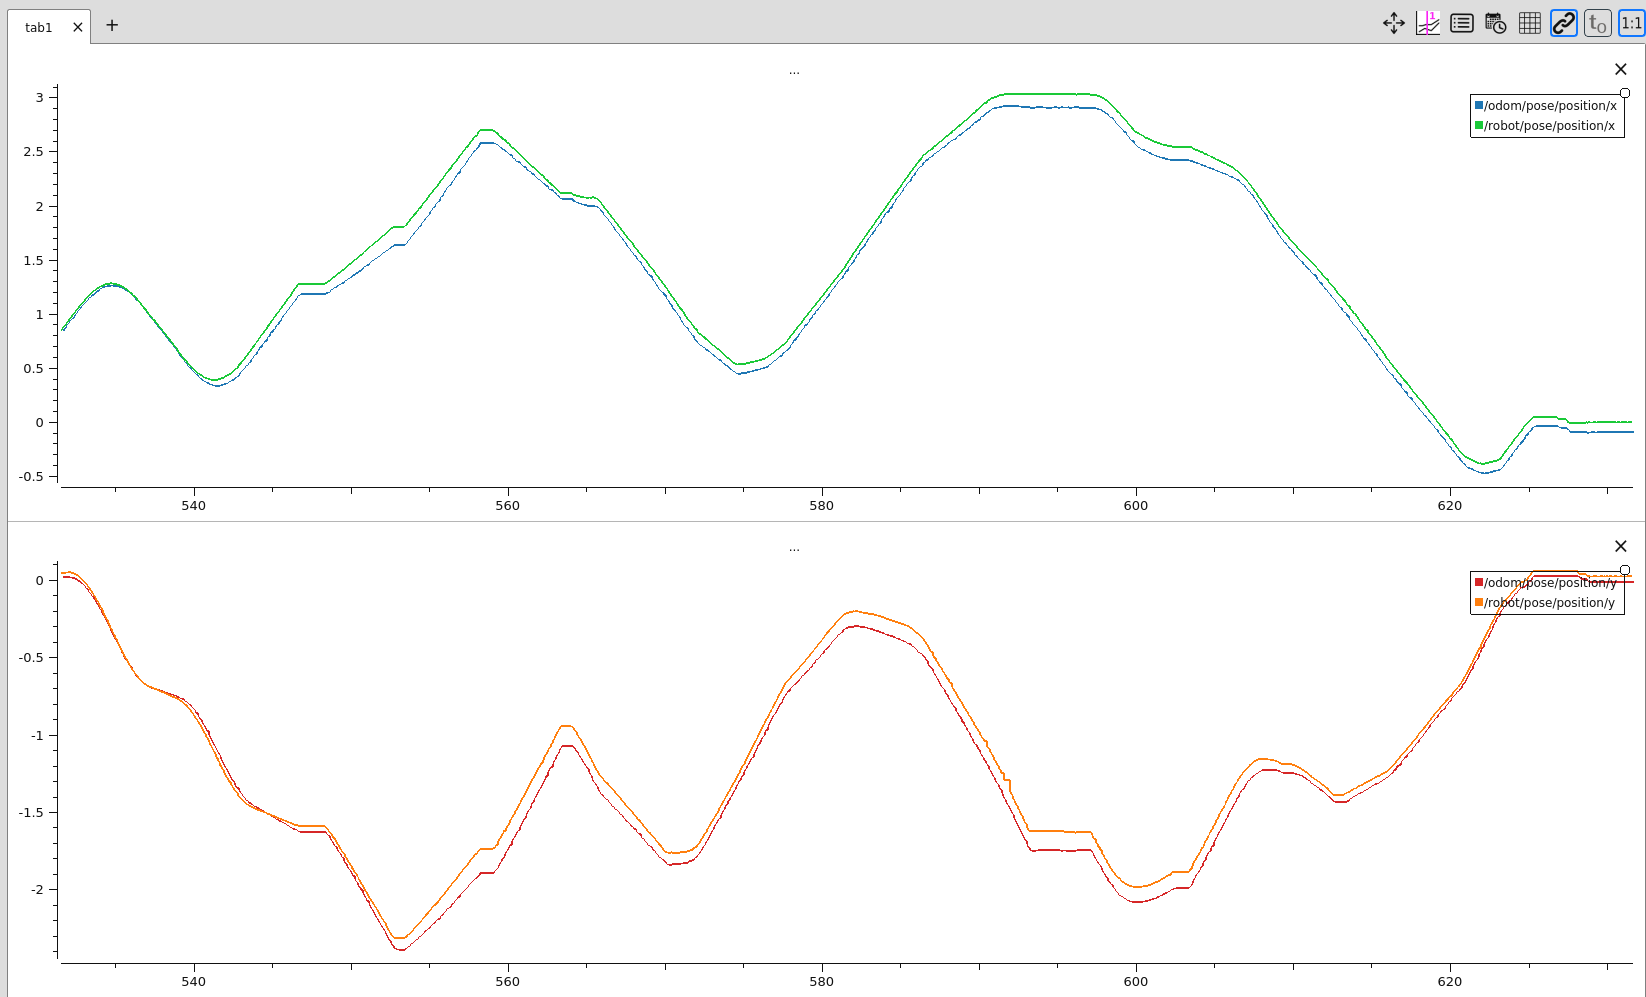 tab1 × +
1 t0 1:1
...
/odom/pose/position/x
/robot/pose/position/x
3
2.5
2
1.5
1
0.5
0
-0.5
540 560 580 600 620
...
/odom/pose/position/y
/robot/pose/position/y
0
-0.5
-1
-1.5
-2
540 560 580 600 620